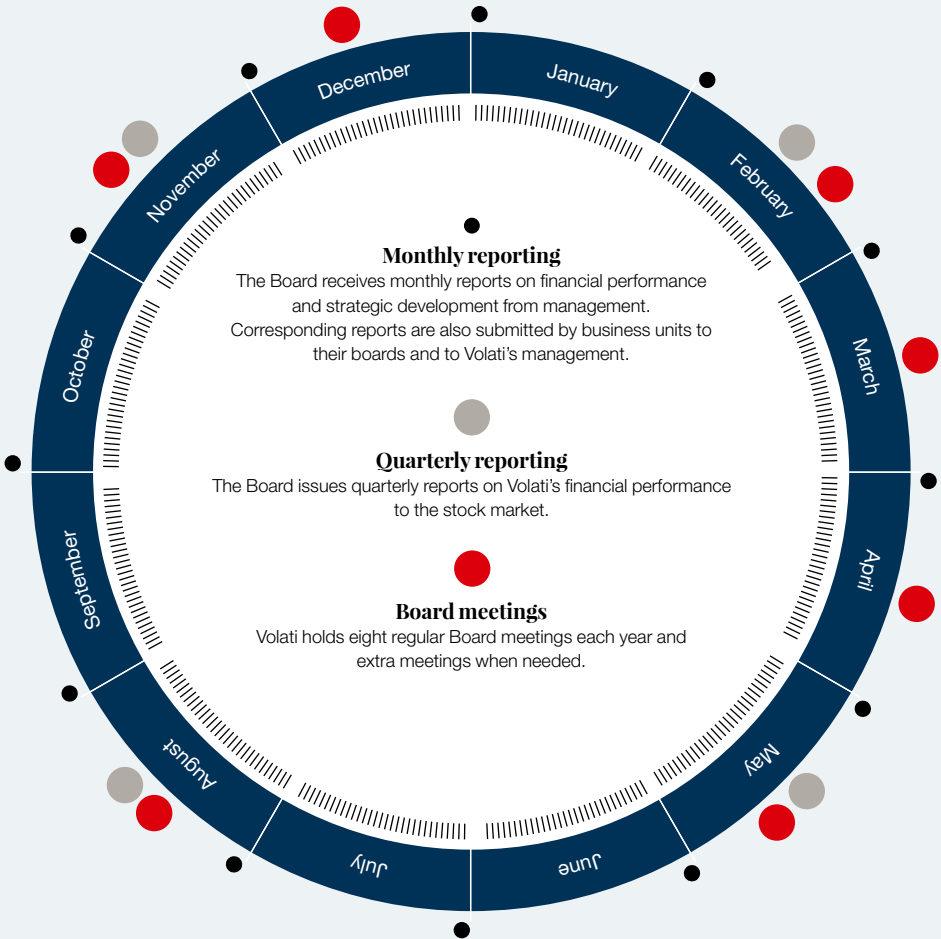 January
February
March
April
May
June
July
August
September
October
November
December
Monthly reporting
The Board receives monthly reports on financial performance
and strategic development from management.
Corresponding reports are also submitted by business units to
their boards and to Volati’s management.
Quarterly reporting
The Board issues quarterly reports on Volati’s financial performance
to the stock market.
Board meetings
Volati holds eight regular Board meetings each year and
extra meetings when needed.